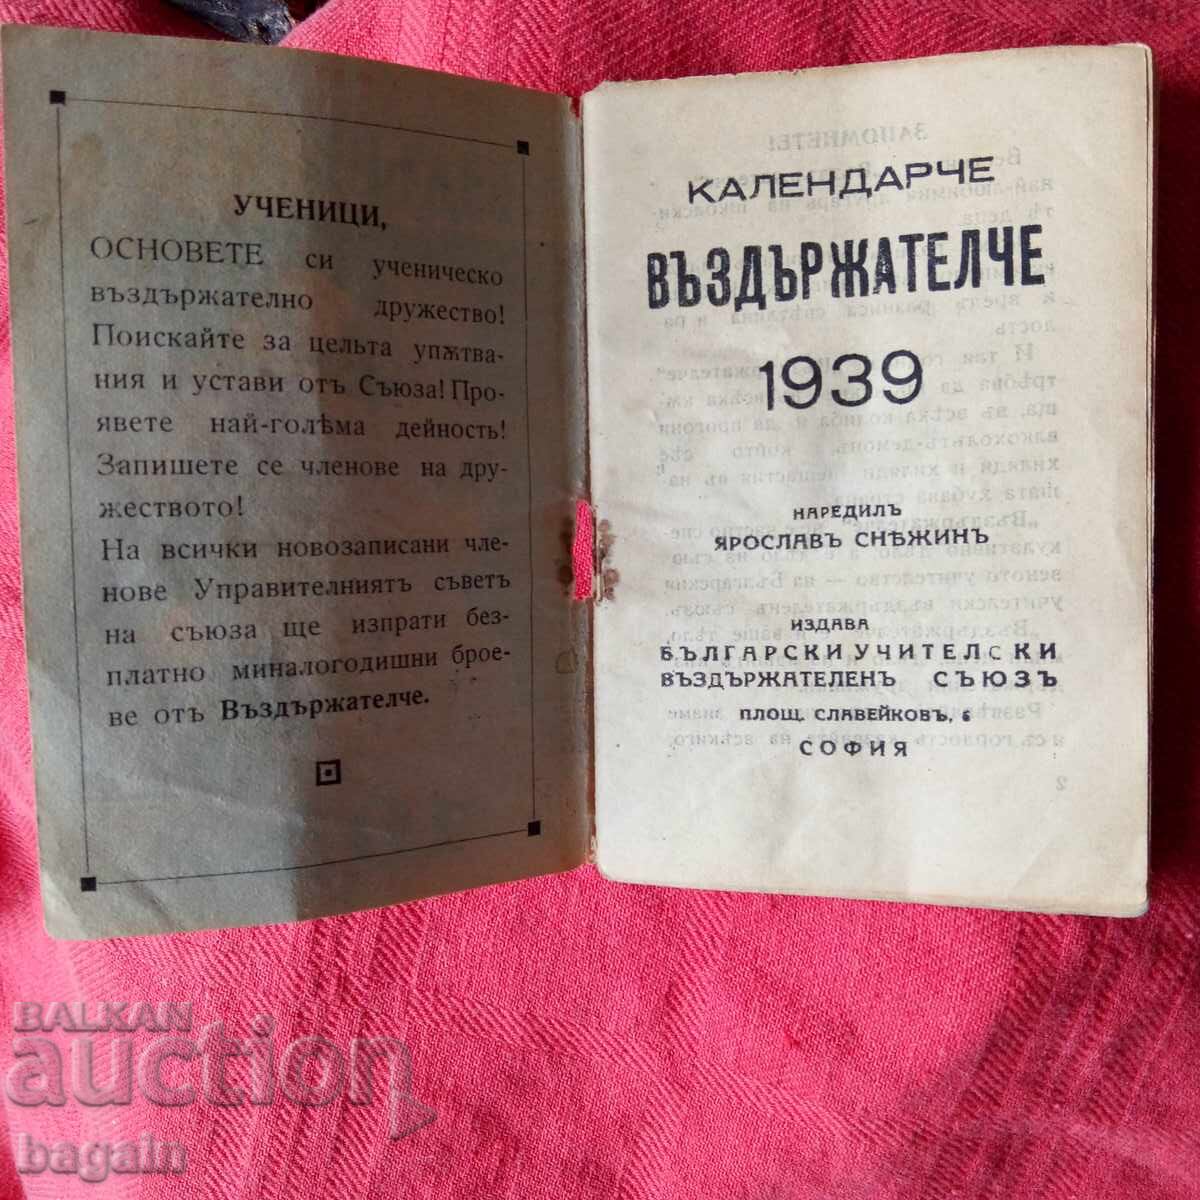 УЧЕНИЦИ,
ОСНОВЕТЕ си ученическо
въздържателно дружество!
Поискайте за цельта упѫтва-
ния и устави отъ Съюза! Про-
явете най-голѣма дейность!
Запишете се членове на дру-
жеството!
На всички новозаписани чле-
нове Управителниятъ съветъ
на съюза ще изпрати без-
платно миналогодишни брое-
ве отъ Въздържателче.
КАЛЕНДАРЧЕ
ВЪЗДЪРЖАТЕЛЧЕ
1939
НАРЕДИЛЪ
ЯРОСЛАВЪ СНѢЖИНЪ
ИЗДАВА
БЪЛГАРСКИ УЧИТЕЛСКИ
ВЪЗДЪРЖАТЕЛЕНЪ СЪЮЗЪ
ПЛОЩ. СЛАВЕЙКОВЪ, 6
СОФИЯ
BALKAN
auction
bagain